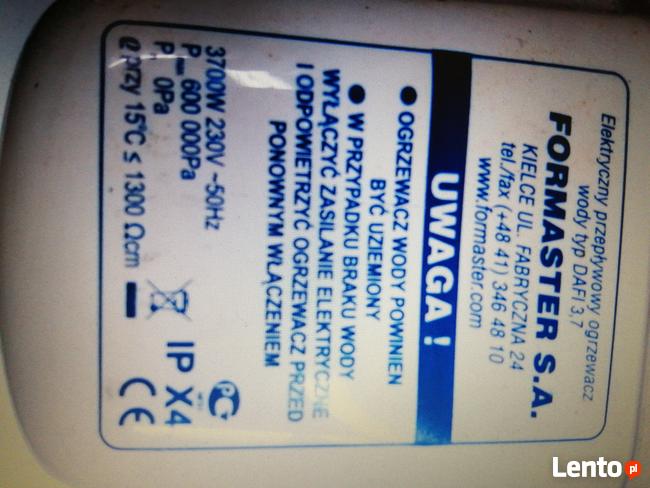 Elektryczny przepływowy ogrzewacz
wody typ DAFI 3,7
FORMASTER S.A.
KIELCE UL. FABRYCZNA 24
tel./fax (+48 41) 346 48 10
www.formaster.com
UWAGA !
● OGRZEWACZ WODY POWINIEN
BYĆ UZIEMIONY
● W PRZYPADKU BRAKU WODY
WYŁĄCZYĆ ZASILANIE ELEKTRYCZNE
I ODPOWIETRZYĆ OGRZEWACZ PRZED
PONOWNYM WŁĄCZENIEM
3700W 230V ~50Hz
P 600 000Pa
P 0Pa
ϱ przy 15°C ≤ 1300 Ωcm
IP X4
CE
Lento.pl